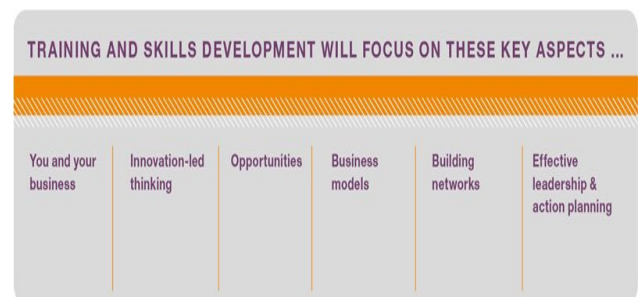 TRAINING AND SKILLS DEVELOPMENT WILL FOCUS ON THESE KEY ASPECTS ...
You and your
business
Innovation-led
thinking
Opportunities
Business
models
Building
networks
Effective
leadership &
action planning